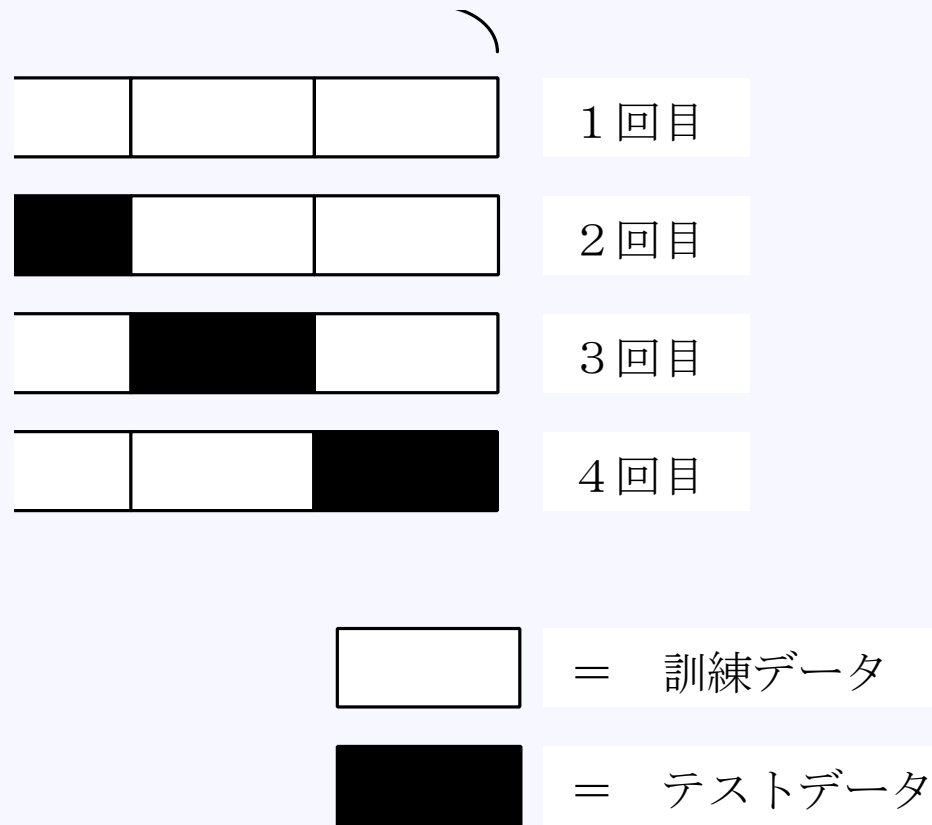 １回目
２回目
３回目
４回目
＝　訓練データ
＝　テストデータ